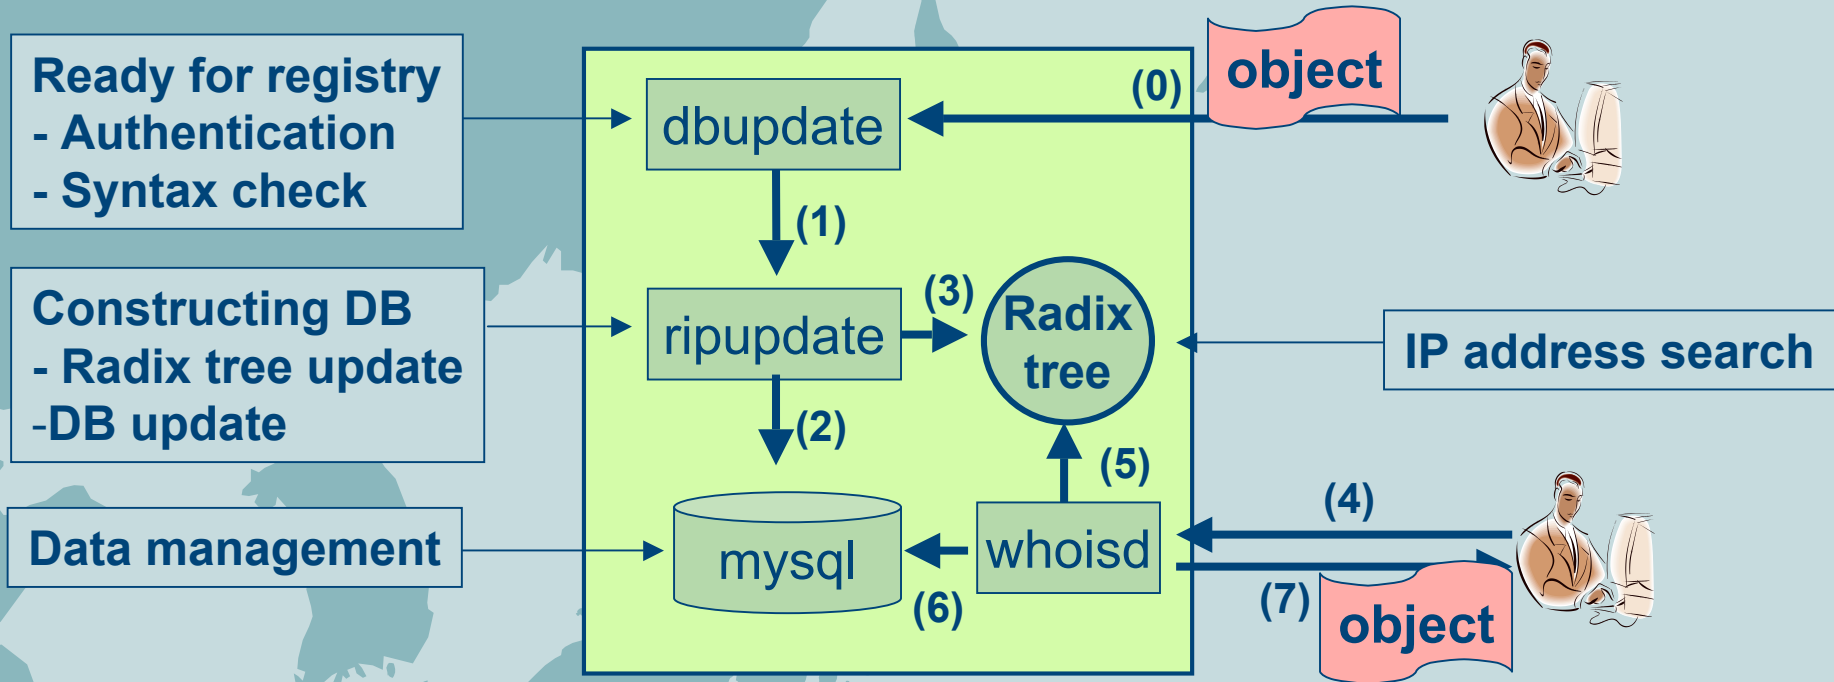 Ready for registry
- Authentication
- Syntax check
dbupdate
(0)
object
(1)
Constructing DB
- Radix tree update
-DB update
ripupdate
(3)
Radix
tree
IP address search
(2)
(5)
Data management
mysql
(6)
whoisd
(4)
(7)
object